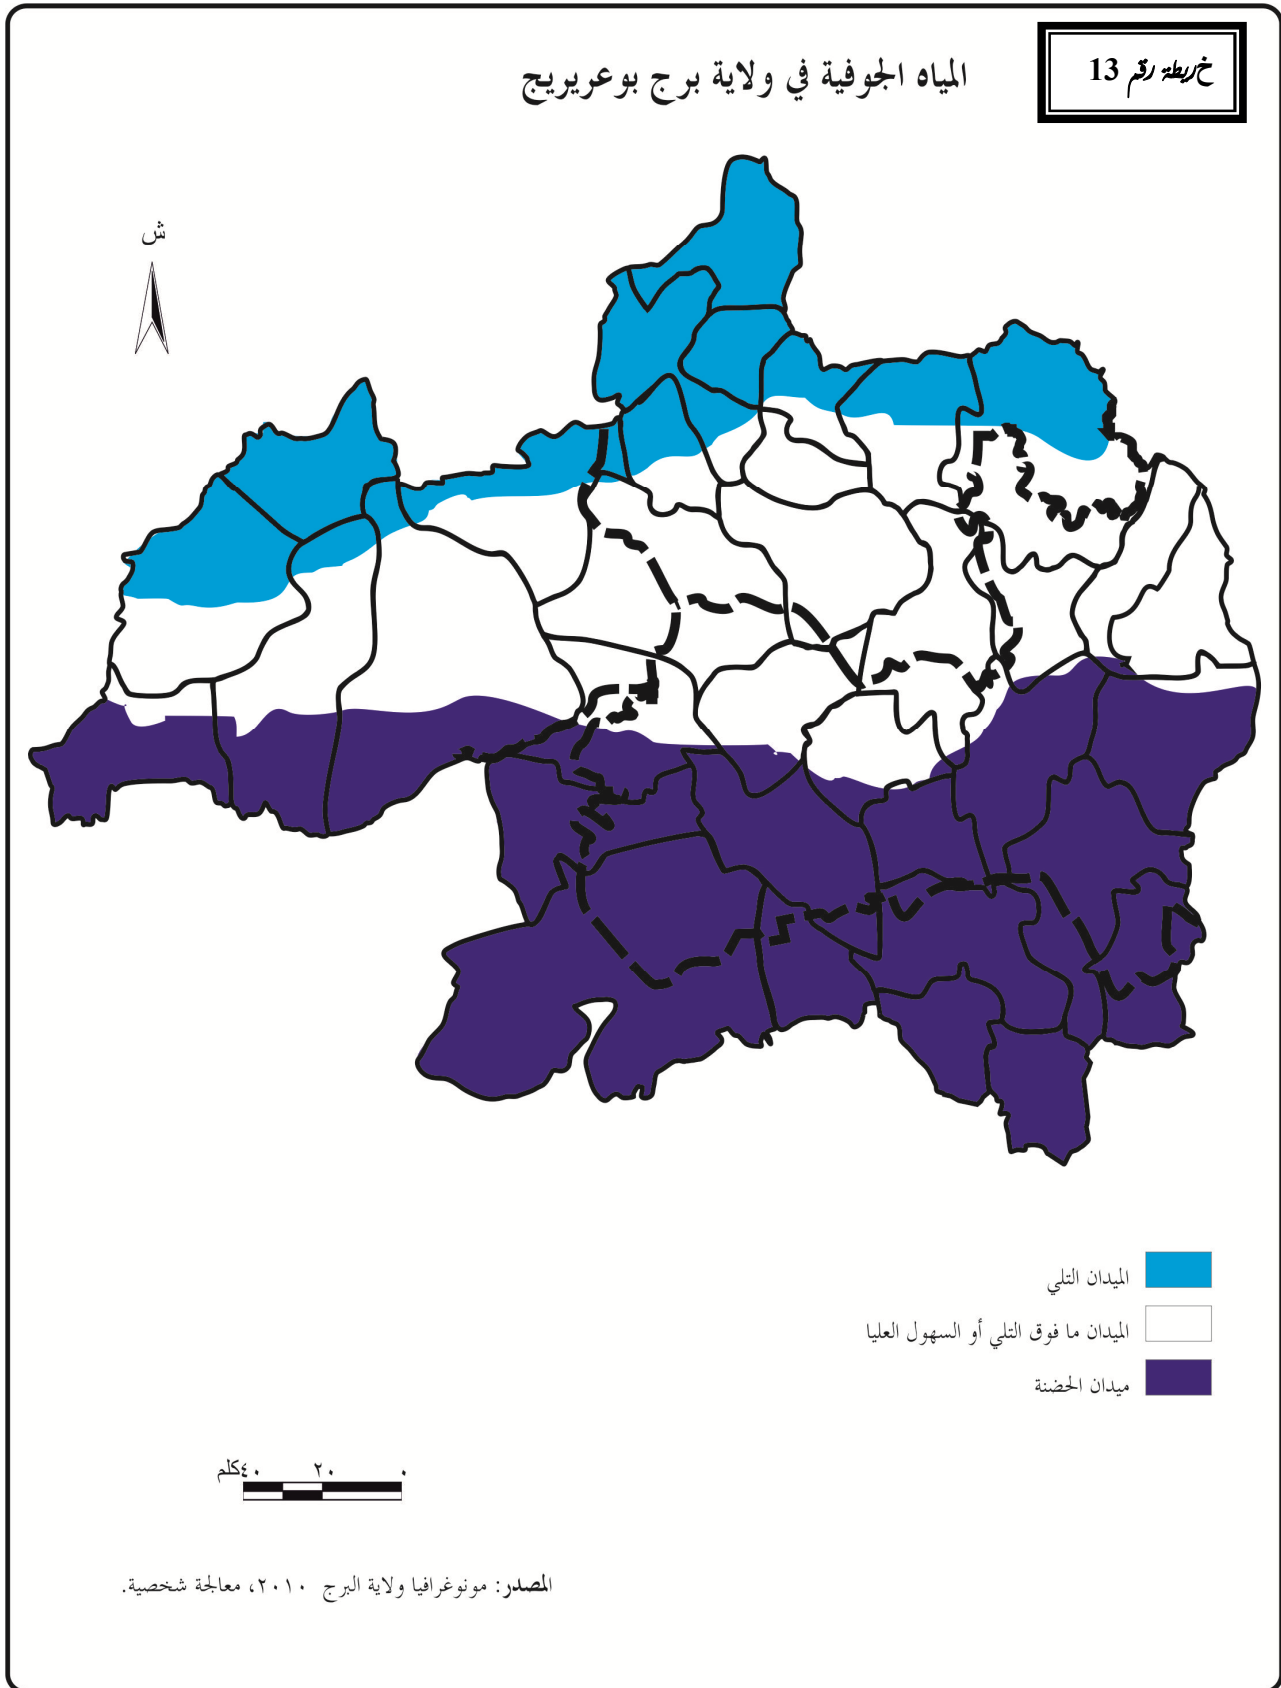 خريطة رقم 13
المياه الجوفية في ولاية برج بوعريريج
ش
الميدان التلي
الميدان ما فوق التلي أو السهول العليا
ميدان الحضنة
٠ ٢٠ ٤٠كلم
المصدر: مونوغرافيا ولاية البرج ٢٠١٠، معالجة شخصية.